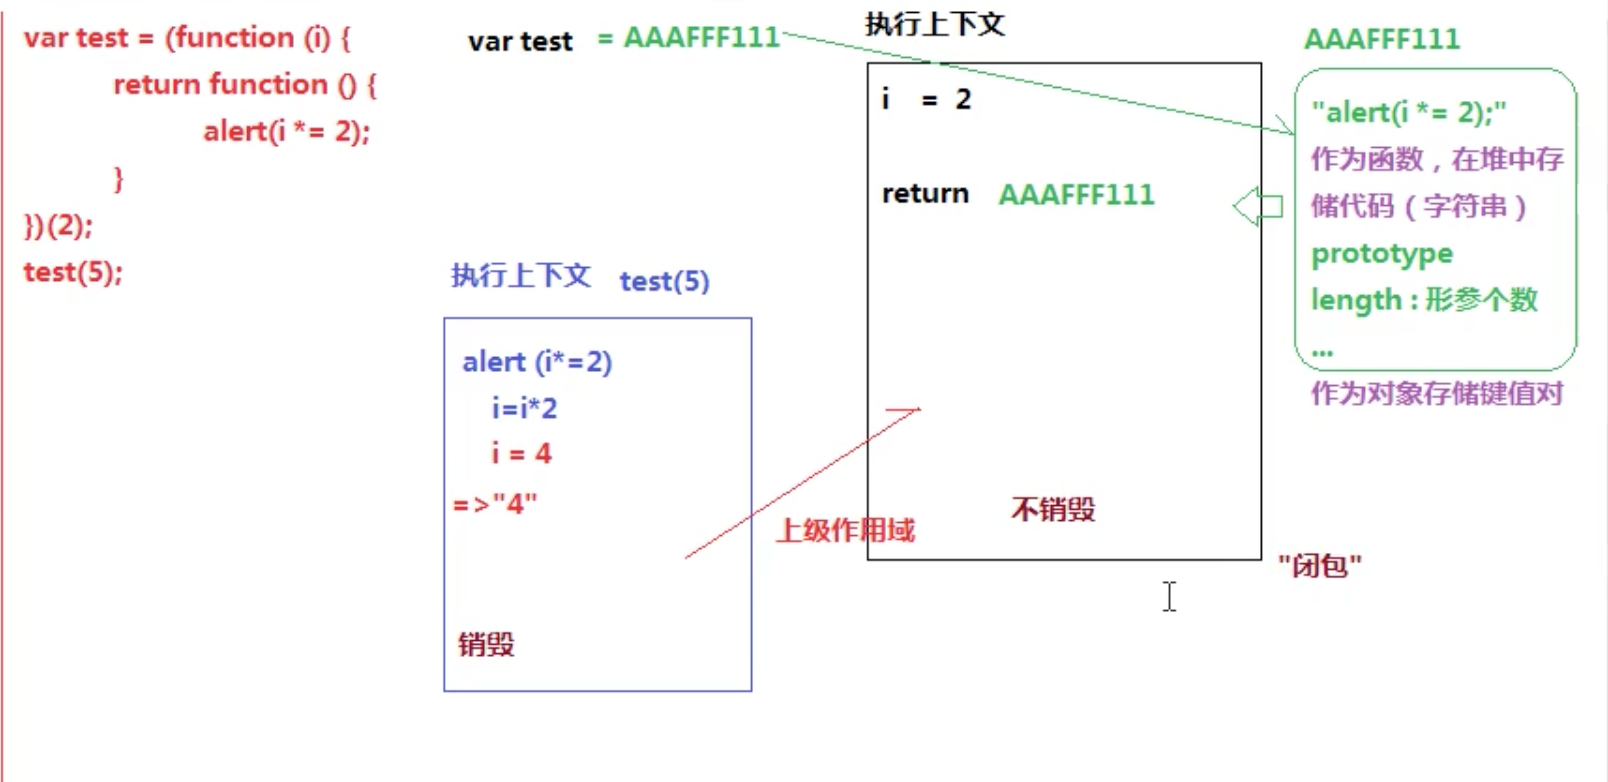 var test = (function (i) {
return function () {
alert(i *= 2);
}
})(2);
test(5);
var test = AAAFFF111
执行上下文
i = 2
return AAAFFF111
不销毁
"闭包"
AAAFFF111
"alert(i *= 2);"
作为函数，在堆中存
储代码（字符串）
prototype
length : 形参个数
...
作为对象存储键值对
执行上下文 test(5)
alert (i*=2)
i=i*2
i = 4
=>"4"
销毁
上级作用域